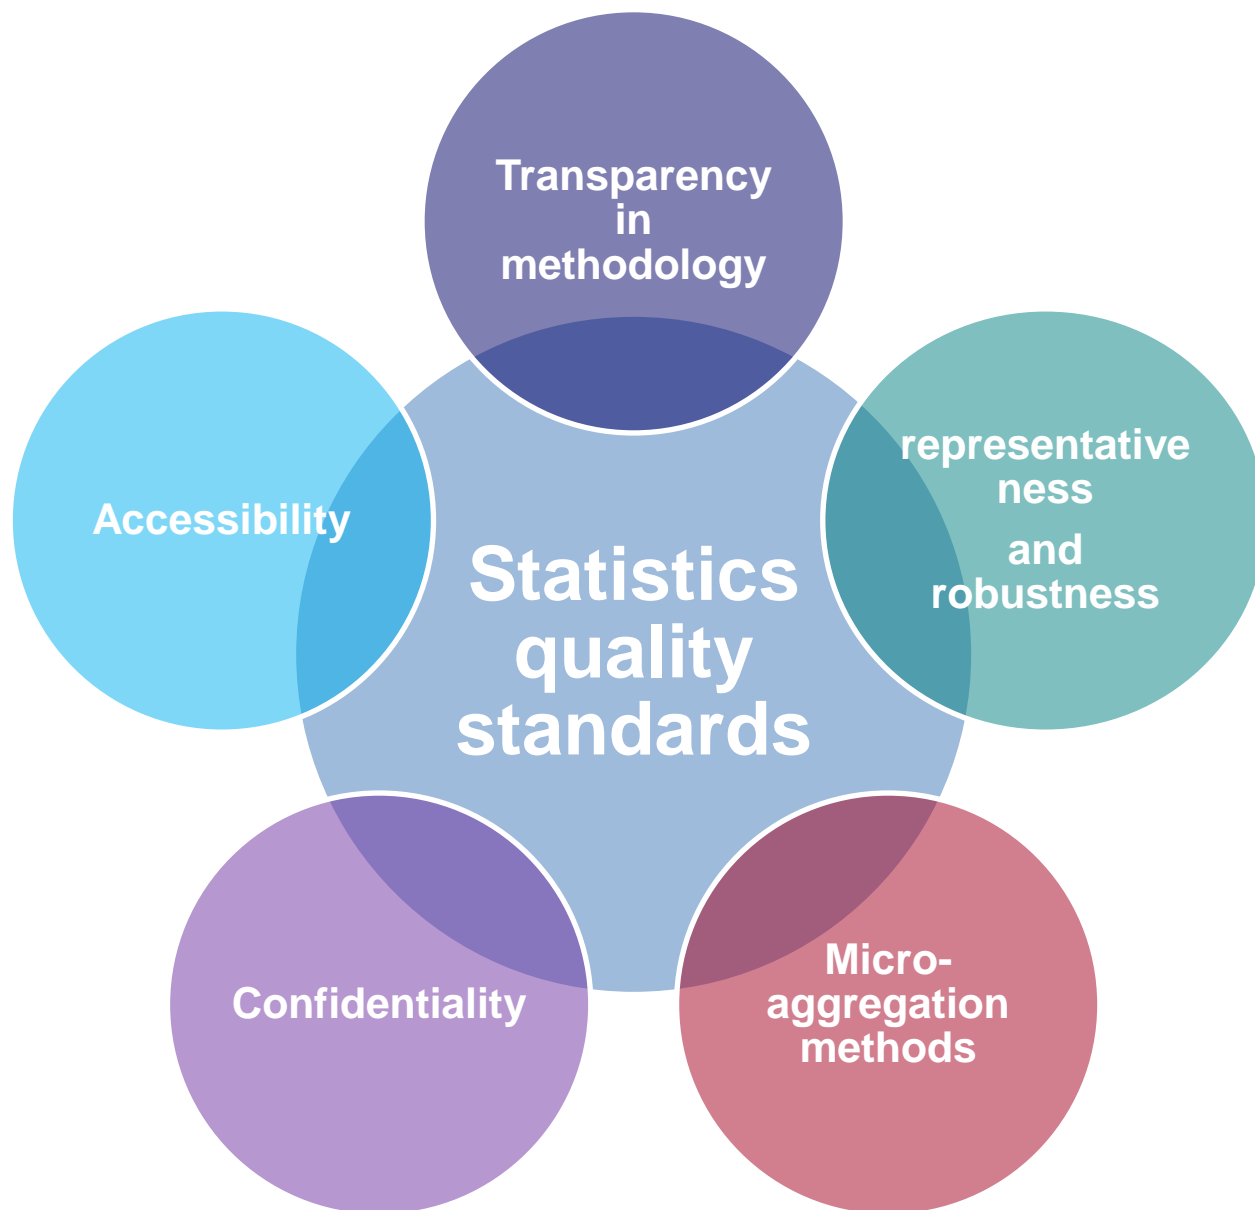 Transparency
in
methodology
representative
ness
and
robustness
Accessibility
Statistics
quality
standards
Micro-
aggregation
methods
Confidentiality